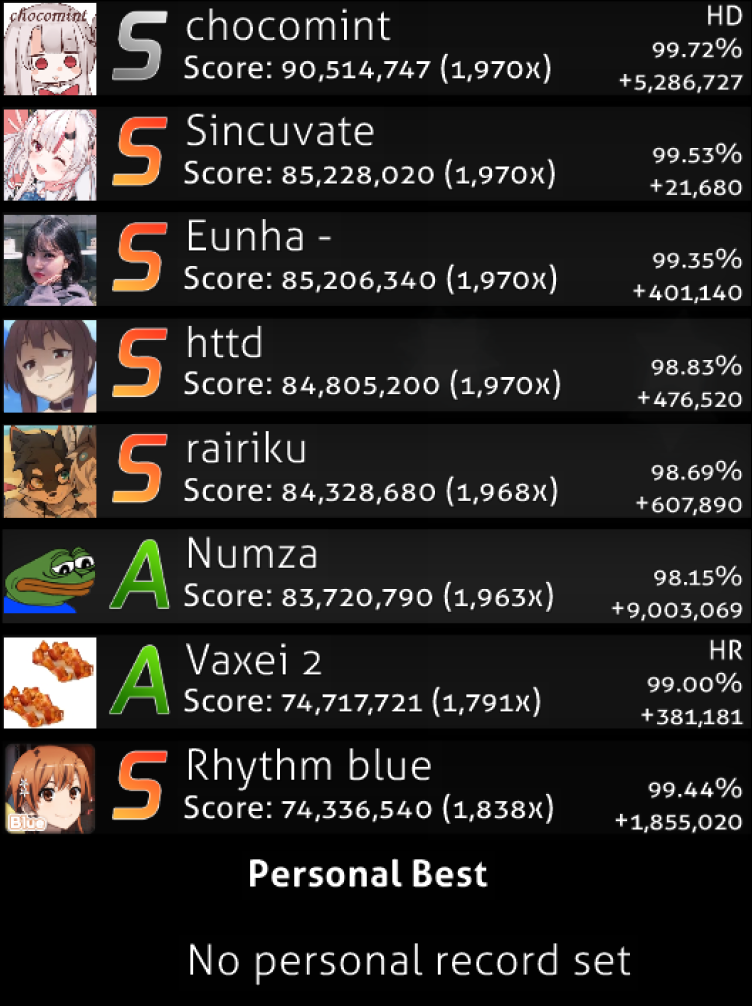 chocomint
S
chocomint
HD
Score: 90,514,747 (1,970x)
99.72%
+5,286,727
S
Sincuvate
Score: 85,228,020 (1,970x)
99.53%
+21,680
S
Eunha -
Score: 85,206,340 (1,970x)
99.35%
+401,140
S
httd
Score: 84,805,200 (1,970x)
98.83%
+476,520
S
rairiku
Score: 84,328,680 (1,968x)
98.69%
+607,890
A
Numza
Score: 83,720,790 (1,963x)
98.15%
+9,003,069
A
Vaxei 2
HR
Score: 74,717,721 (1,791x)
99.00%
+381,181
Blue
S
Rhythm blue
Score: 74,336,540 (1,838x)
99.44%
+1,855,020
Personal Best
No personal record set